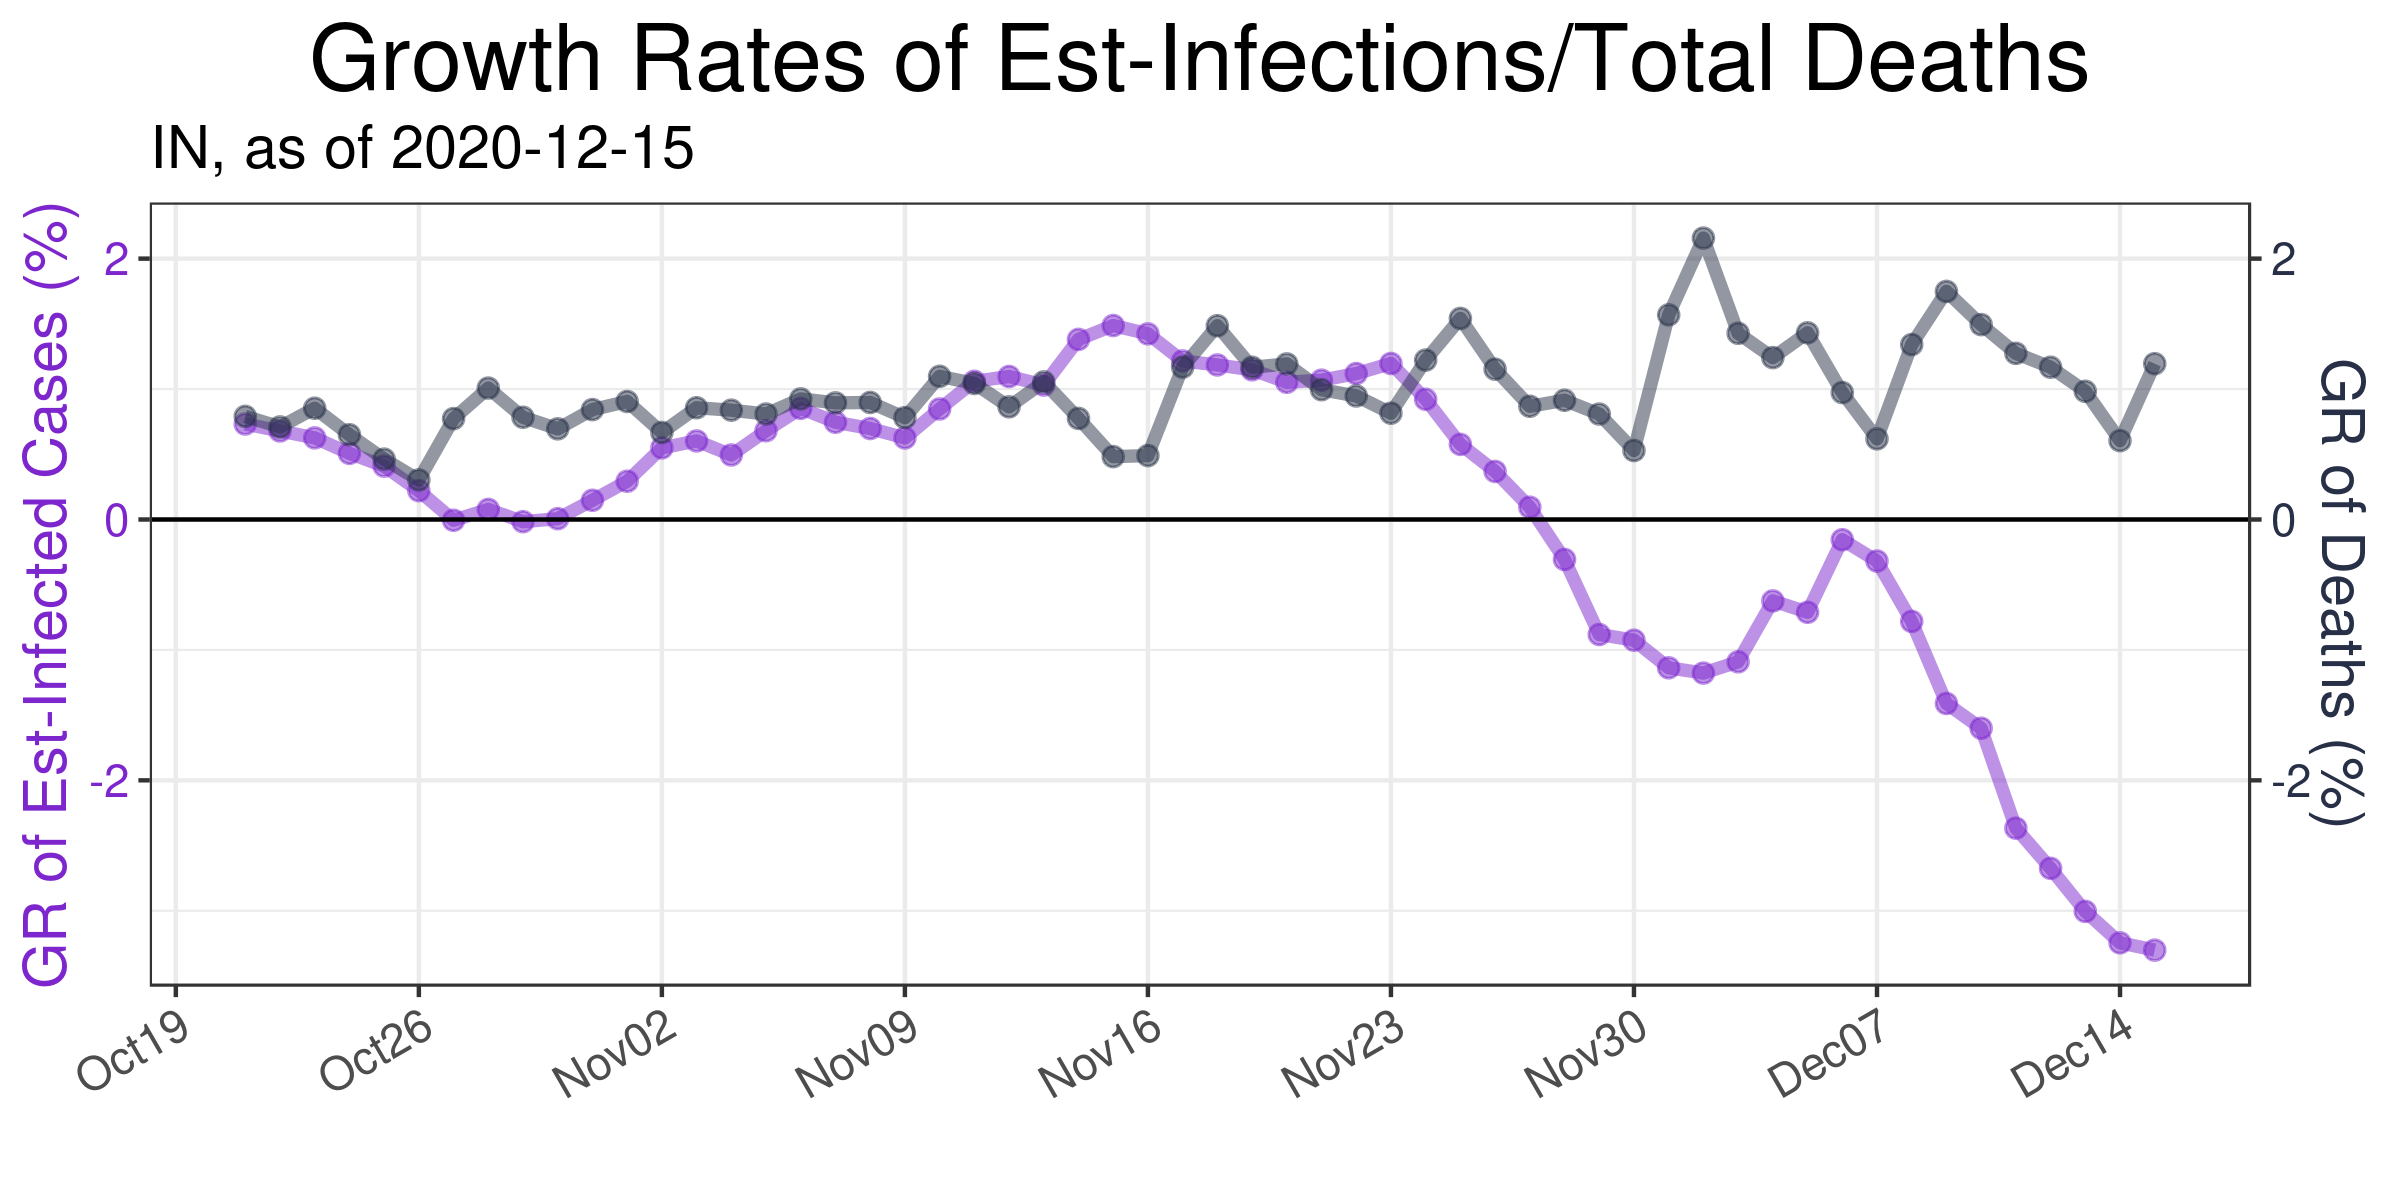 Growth Rates of Est-Infections/Total Deaths
IN, as of 2020-12-15
GR of Est-Infected Cases (%)
2
0
-2
2
0
-2
GR of Deaths (%)
Oct19
Oct26
Nov02
Nov09
Nov16
Nov23
Nov30
Dec07
Dec14